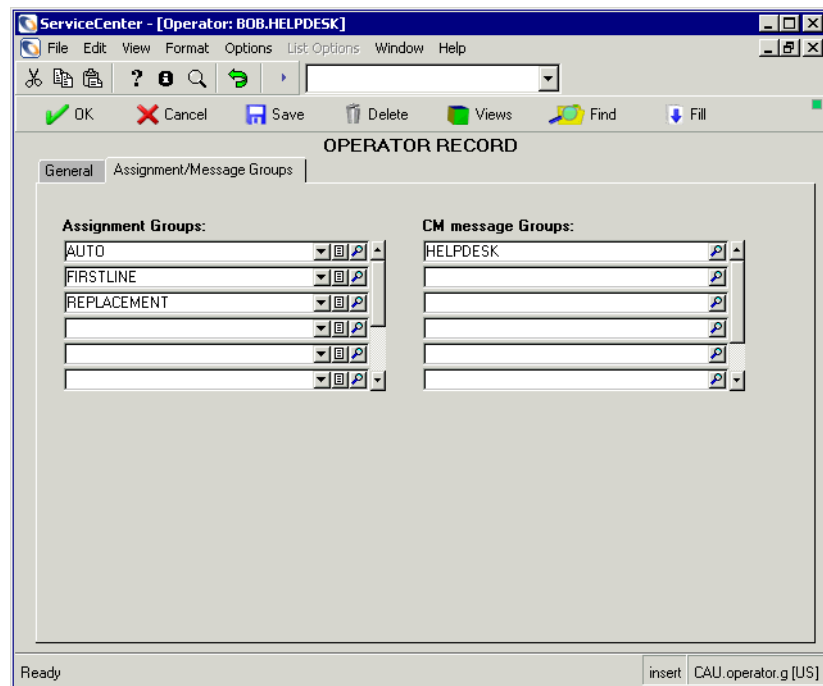 ServiceCenter - [Operator: BOB.HELPDESK]
File Edit View Format Options List Options Window Help
OK Cancel Save Delete Views Find Fill
OPERATOR RECORD
General Assignment/Message Groups
Assignment Groups: CM message Groups:
AUTO HELPDESK
FIRSTLINE
REPLACEMENT
Ready insert CAU.operator.g [US]